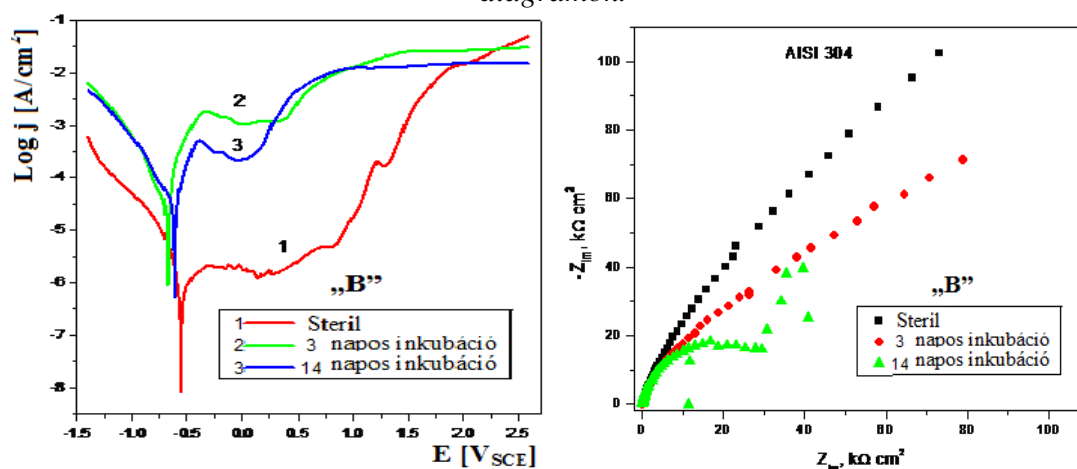 diagramon.
-1
-2
-3
-4
-5
-6
-7
-8
Log j [A/cm²]
2
3
1
„B”
1 Steril
2 3 napos inkubáció
3 14 napos inkubáció
-1.5 -1.0 -0.5 0.0 0.5 1.0 1.5 2.0 2.5
E [V_SCE]
AISI 304
100
80
60
40
20
0
-Z_im, kΩ cm²
„B”
Steril
3 napos inkubáció
14 napos inkubáció
0 20 40 60 80 100
kΩ cm²